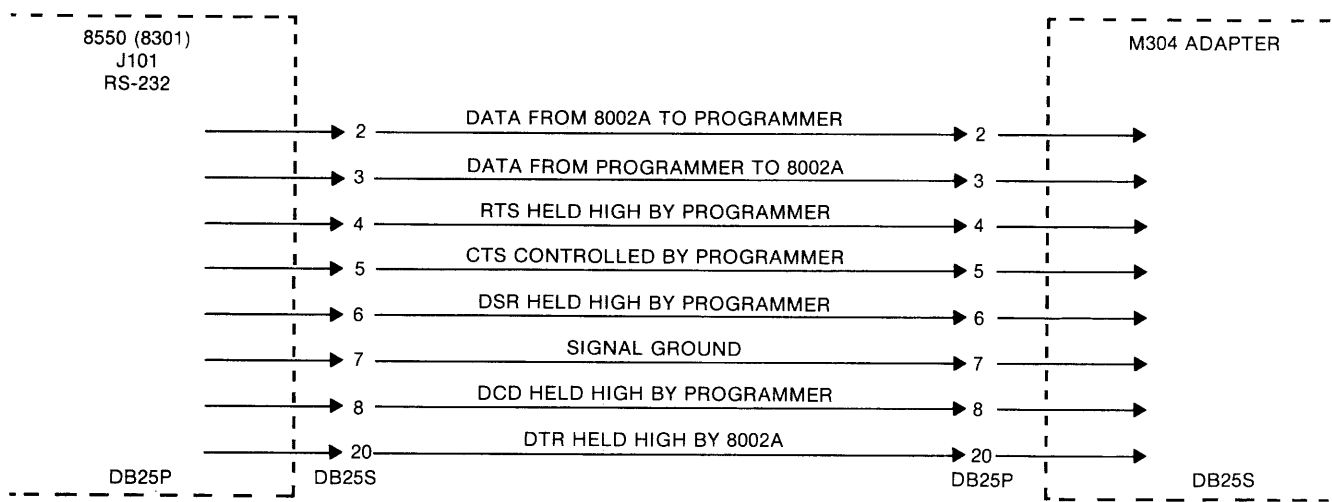 8550 (8301)
J101
RS-232
M304 ADAPTER
2 DATA FROM 8002A TO PROGRAMMER 2
3 DATA FROM PROGRAMMER TO 8002A 3
4 RTS HELD HIGH BY PROGRAMMER 4
5 CTS CONTROLLED BY PROGRAMMER 5
6 DSR HELD HIGH BY PROGRAMMER 6
7 SIGNAL GROUND 7
8 DCD HELD HIGH BY PROGRAMMER 8
20 DTR HELD HIGH BY 8002A 20
DB25P DB25S DB25P DB25S